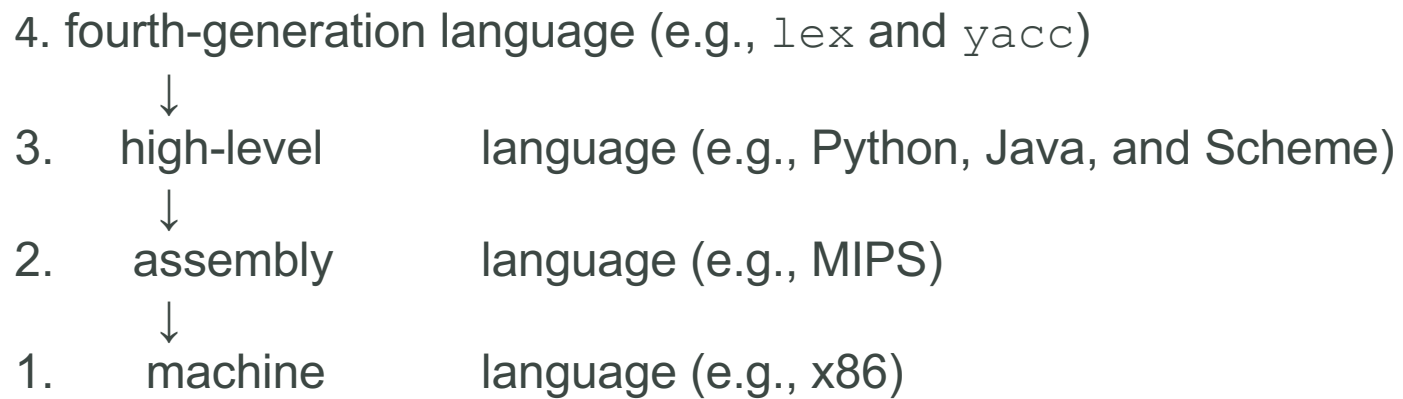 4. fourth-generation language (e.g., lex and yacc)
↓
3. high-level language (e.g., Python, Java, and Scheme)
↓
2. assembly language (e.g., MIPS)
↓
1. machine language (e.g., x86)